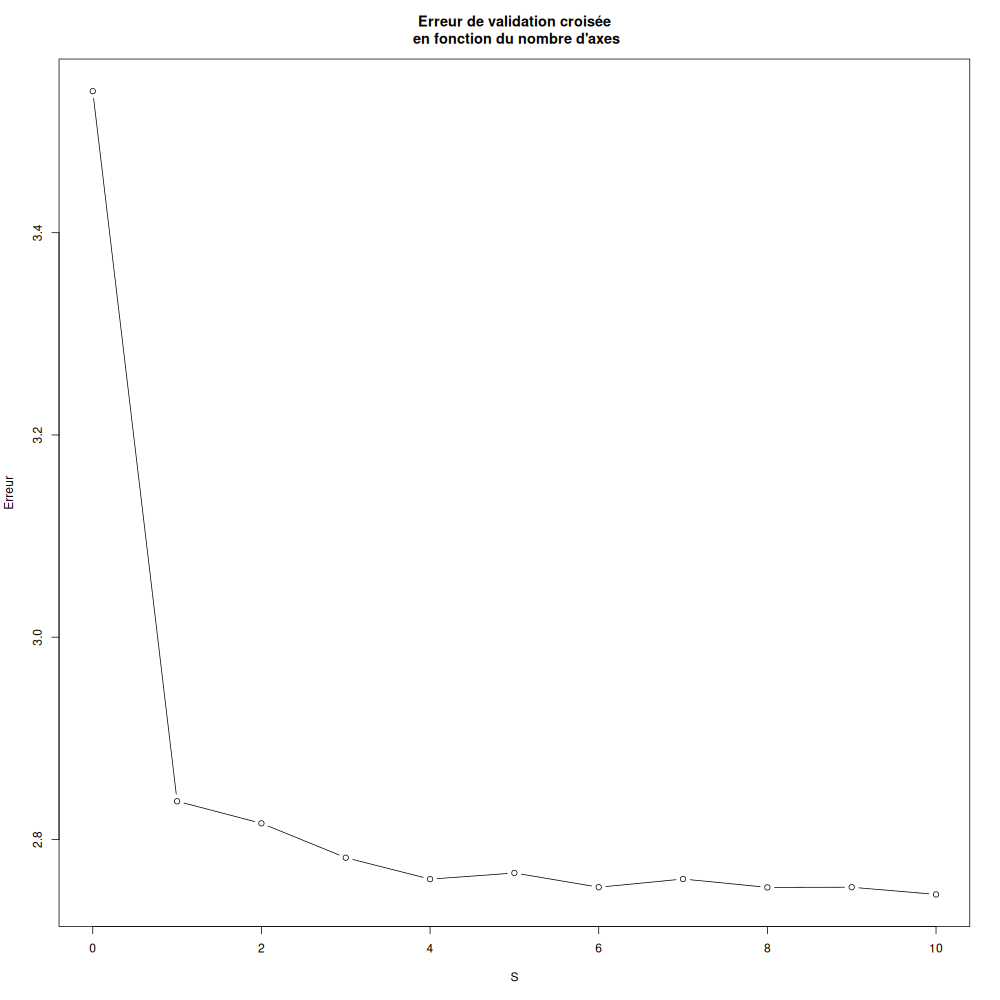 Erreur de validation croisée
en fonction du nombre d'axes
3.4
3.2
3.0
2.8
Erreur
0 2 4 6 8 10
S